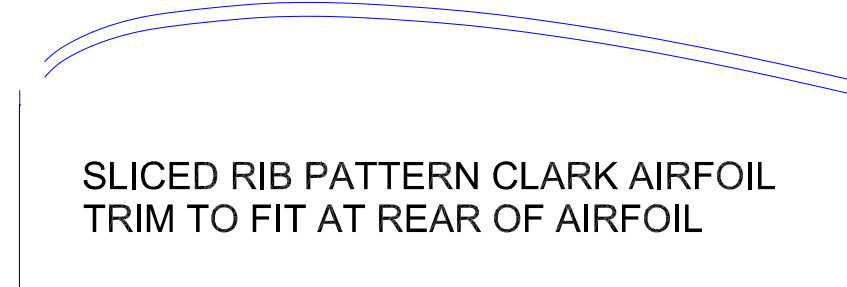 SLICED RIB PATTERN CLARK AIRFOIL
TRIM TO FIT AT REAR OF AIRFOIL